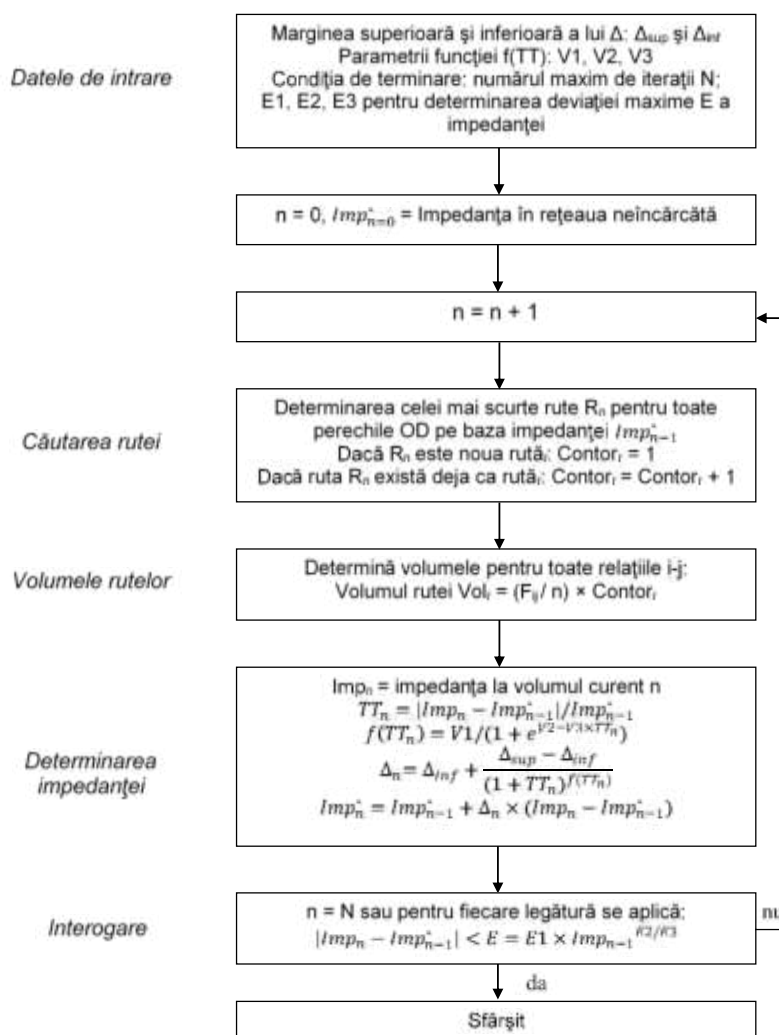 Datele de intrare
Marginea superioară şi inferioară a lui Δ: Δsup şi Δinf
Parametrii funcţiei f(TT): V1, V2, V3
Condiţia de terminare: numărul maxim de iteraţii N;
E1, E2, E3 pentru determinarea deviaţiei maxime E a
impedanţei
n = 0, Imp*n=0 = Impedanţa în reţeaua neîncărcată
n = n + 1
Căutarea rutei
Determinarea celei mai scurte rute Rn pentru toate
perechile OD pe baza impedanţei Imp*n−1
Dacă Rn este noua rutăr: Contorr = 1
Dacă ruta Rn există deja ca rutăr: Contorr = Contorr + 1
Volumele rutelor
Determină volumele pentru toate relaţiile i-j:
Volumul rutei Volr = (Fij / n) × Contorr
Determinarea
impedanţei
Impn = impedanţa la volumul curent n
TTn = |Impn − Imp*n−1|/Imp*n−1
f(TTn) = V1/(1 + e^(V2−V3×TTn))
Δn = Δinf + (Δsup − Δinf)/(1 + TTn)^f(TTn)
Imp*n = Imp*n−1 + Δn × (Impn − Imp*n−1)
Interogare
n = N sau pentru fiecare legătură se aplică:
|Impn − Imp*n−1| < E = E1 × Impn−1^E2/E3
nu
da
Sfârşit